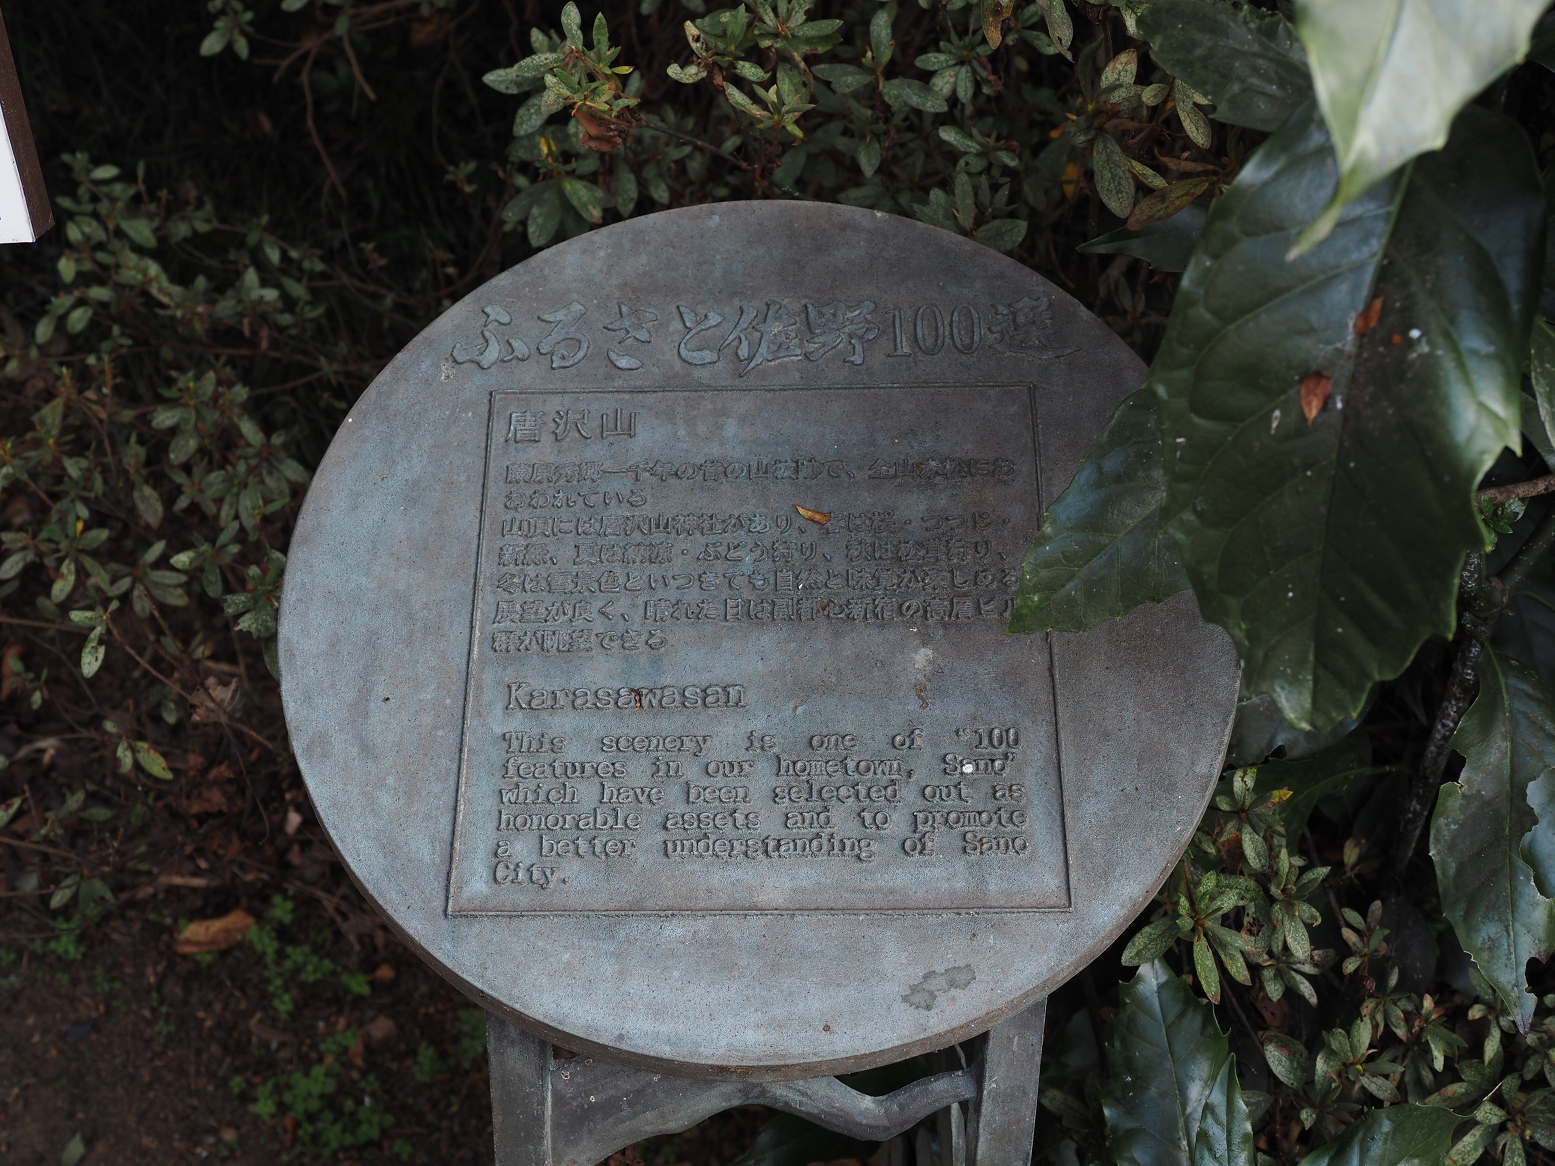 ふるさと佐野100選
唐沢山
藤原秀郷一千年の昔の山城跡で、全山老松にお
おわれている
山頂には唐沢山神社があり、春は桜・つつじ・
新緑、夏は納涼・ぶどう狩り、秋は 狩り、
冬は雪景色といつきても自然と味覚が楽しめる
展望が良く、晴れた日は副都心新宿の高層ビル
群が眺望できる
Karasawasan
This scenery is one of "100
features in our hometown, Sano"
which have been selected out as
honorable assets and to promote
a better understanding of Sano
City.